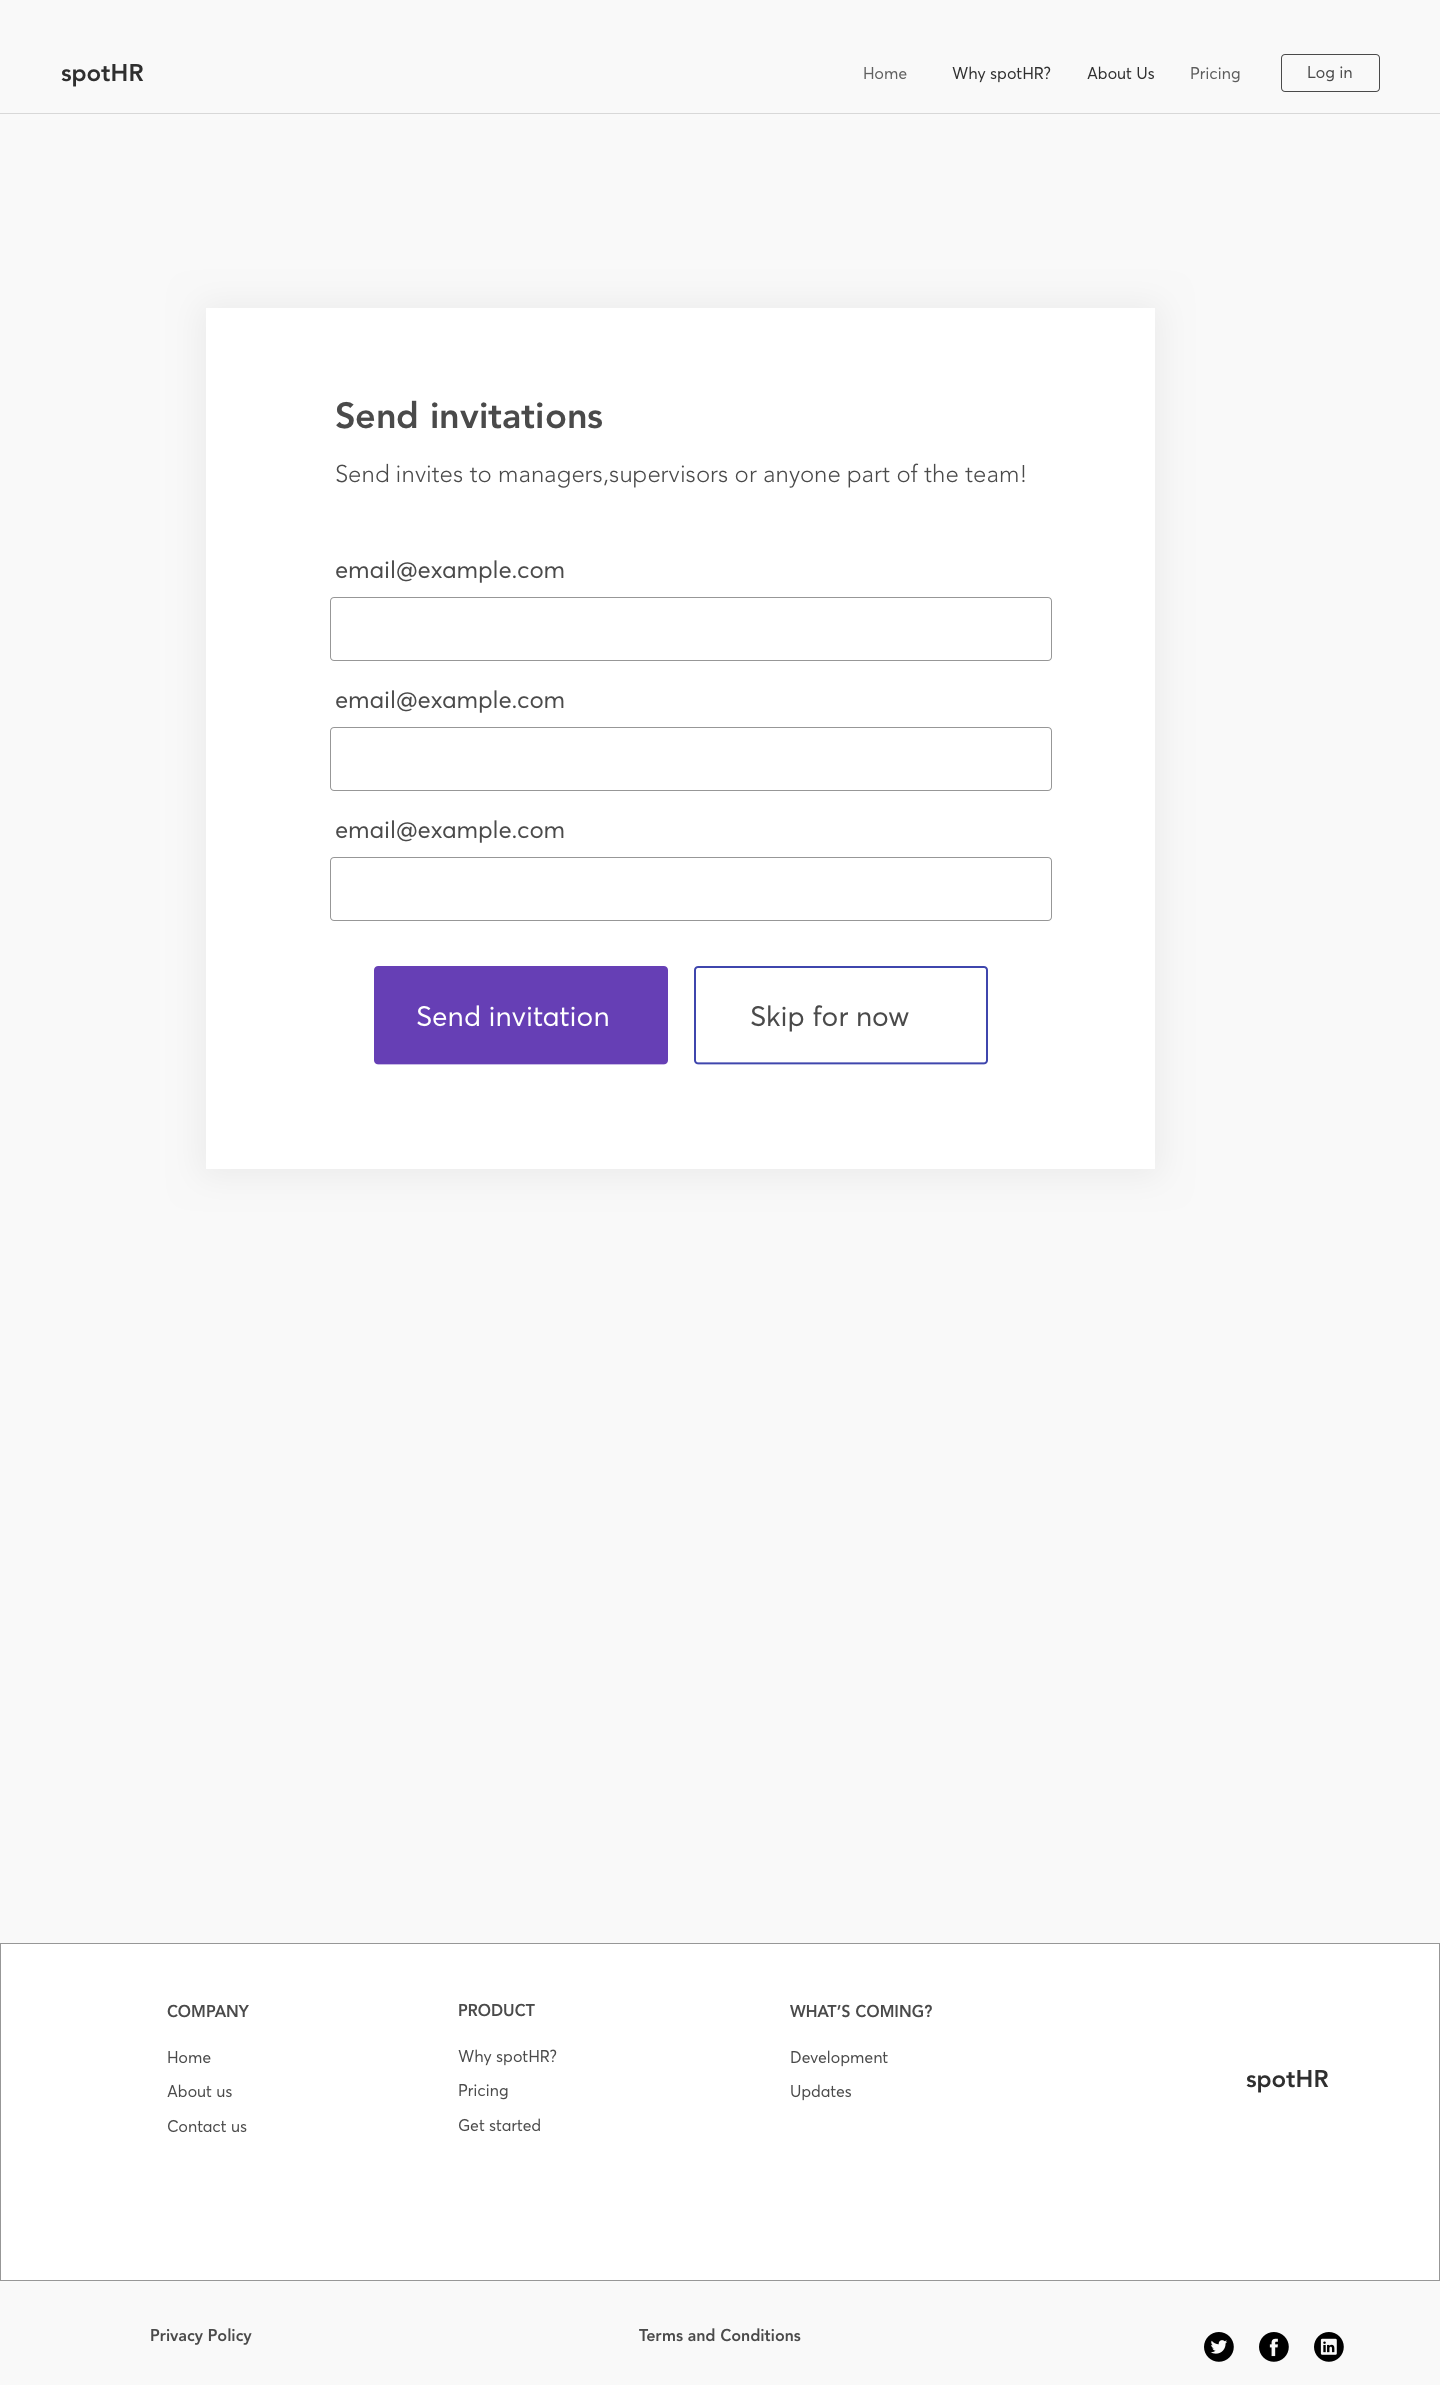 spotHR
Home
Why spotHR?
About Us
Pricing
Log in
Send invitations
Send invites to managers,supervisors or anyone part of the team!
email@example.com
email@example.com
email@example.com
Send invitation
Skip for now
COMPANY
Home
About us
Contact us
PRODUCT
Why spotHR?
Pricing
Get started
WHAT'S COMING?
Development
Updates
spotHR
Privacy Policy
Terms and Conditions